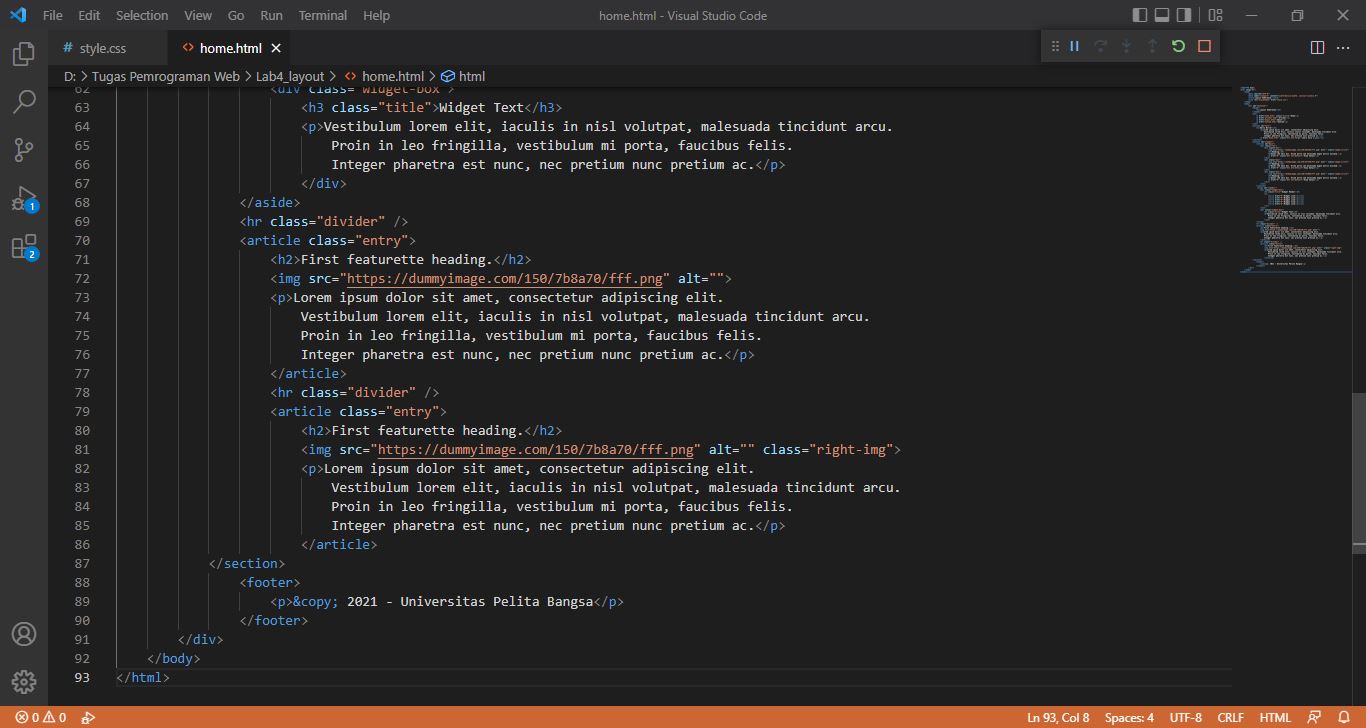 File Edit Selection View Go Run Terminal Help home.html - Visual Studio Code
# style.css <> home.html
D: > Tugas Pemrograman Web > Lab4_layout > <> home.html > html
62 <div class="widget-box">
63 <h3 class="title">Widget Text</h3>
64 <p>Vestibulum lorem elit, iaculis in nisl volutpat, malesuada tincidunt arcu.
65 Proin in leo fringilla, vestibulum mi porta, faucibus felis.
66 Integer pharetra est nunc, nec pretium nunc pretium ac.</p>
67 </div>
68 </aside>
69 <hr class="divider" />
70 <article class="entry">
71 <h2>First featurette heading.</h2>
72 <img src="https://dummyimage.com/150/7b8a70/fff.png" alt="">
73 <p>Lorem ipsum dolor sit amet, consectetur adipiscing elit.
74 Vestibulum lorem elit, iaculis in nisl volutpat, malesuada tincidunt arcu.
75 Proin in leo fringilla, vestibulum mi porta, faucibus felis.
76 Integer pharetra est nunc, nec pretium nunc pretium ac.</p>
77 </article>
78 <hr class="divider" />
79 <article class="entry">
80 <h2>First featurette heading.</h2>
81 <img src="https://dummyimage.com/150/7b8a70/fff.png" alt="" class="right-img">
82 <p>Lorem ipsum dolor sit amet, consectetur adipiscing elit.
83 Vestibulum lorem elit, iaculis in nisl volutpat, malesuada tincidunt arcu.
84 Proin in leo fringilla, vestibulum mi porta, faucibus felis.
85 Integer pharetra est nunc, nec pretium nunc pretium ac.</p>
86 </article>
87 </section>
88 <footer>
89 <p>&copy; 2021 - Universitas Pelita Bangsa</p>
90 </footer>
91 </div>
92 </body>
93 </html>
1
2
0 0 Ln 93, Col 8 Spaces: 4 UTF-8 CRLF HTML